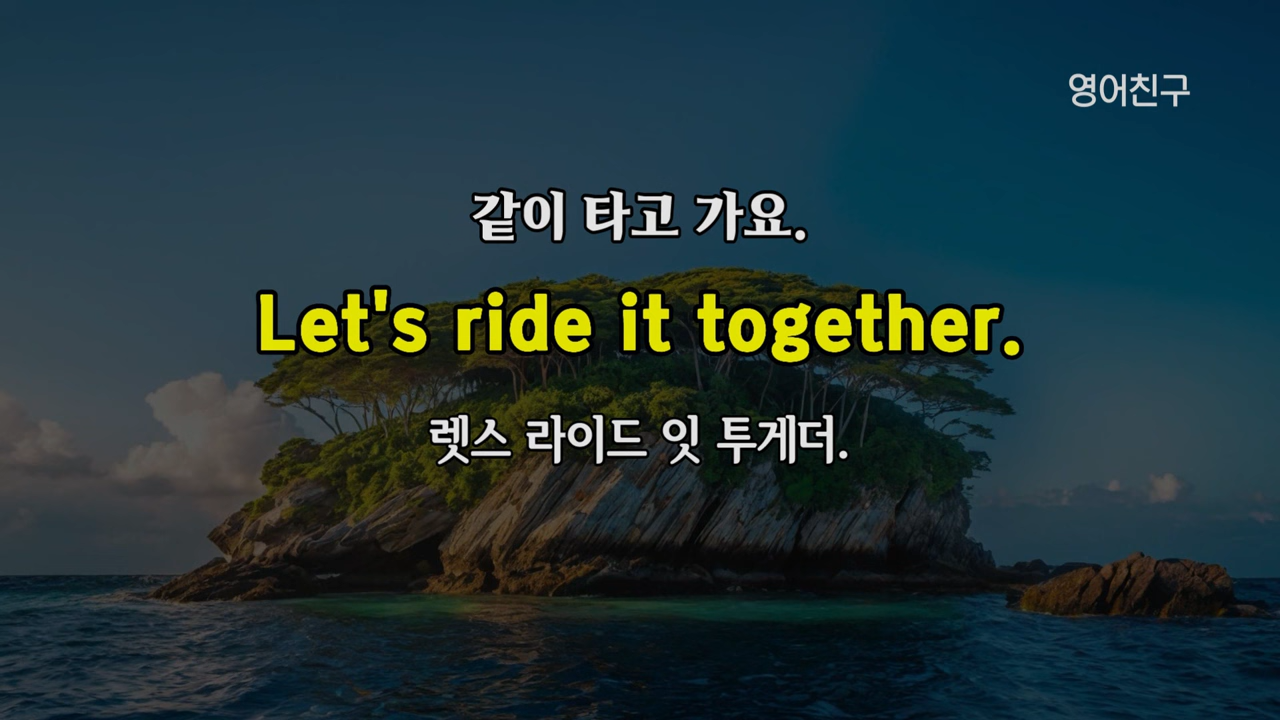 영어친구
같이 타고 가요.
Let's ride it together.
렛스 라이드 잇 투게더.